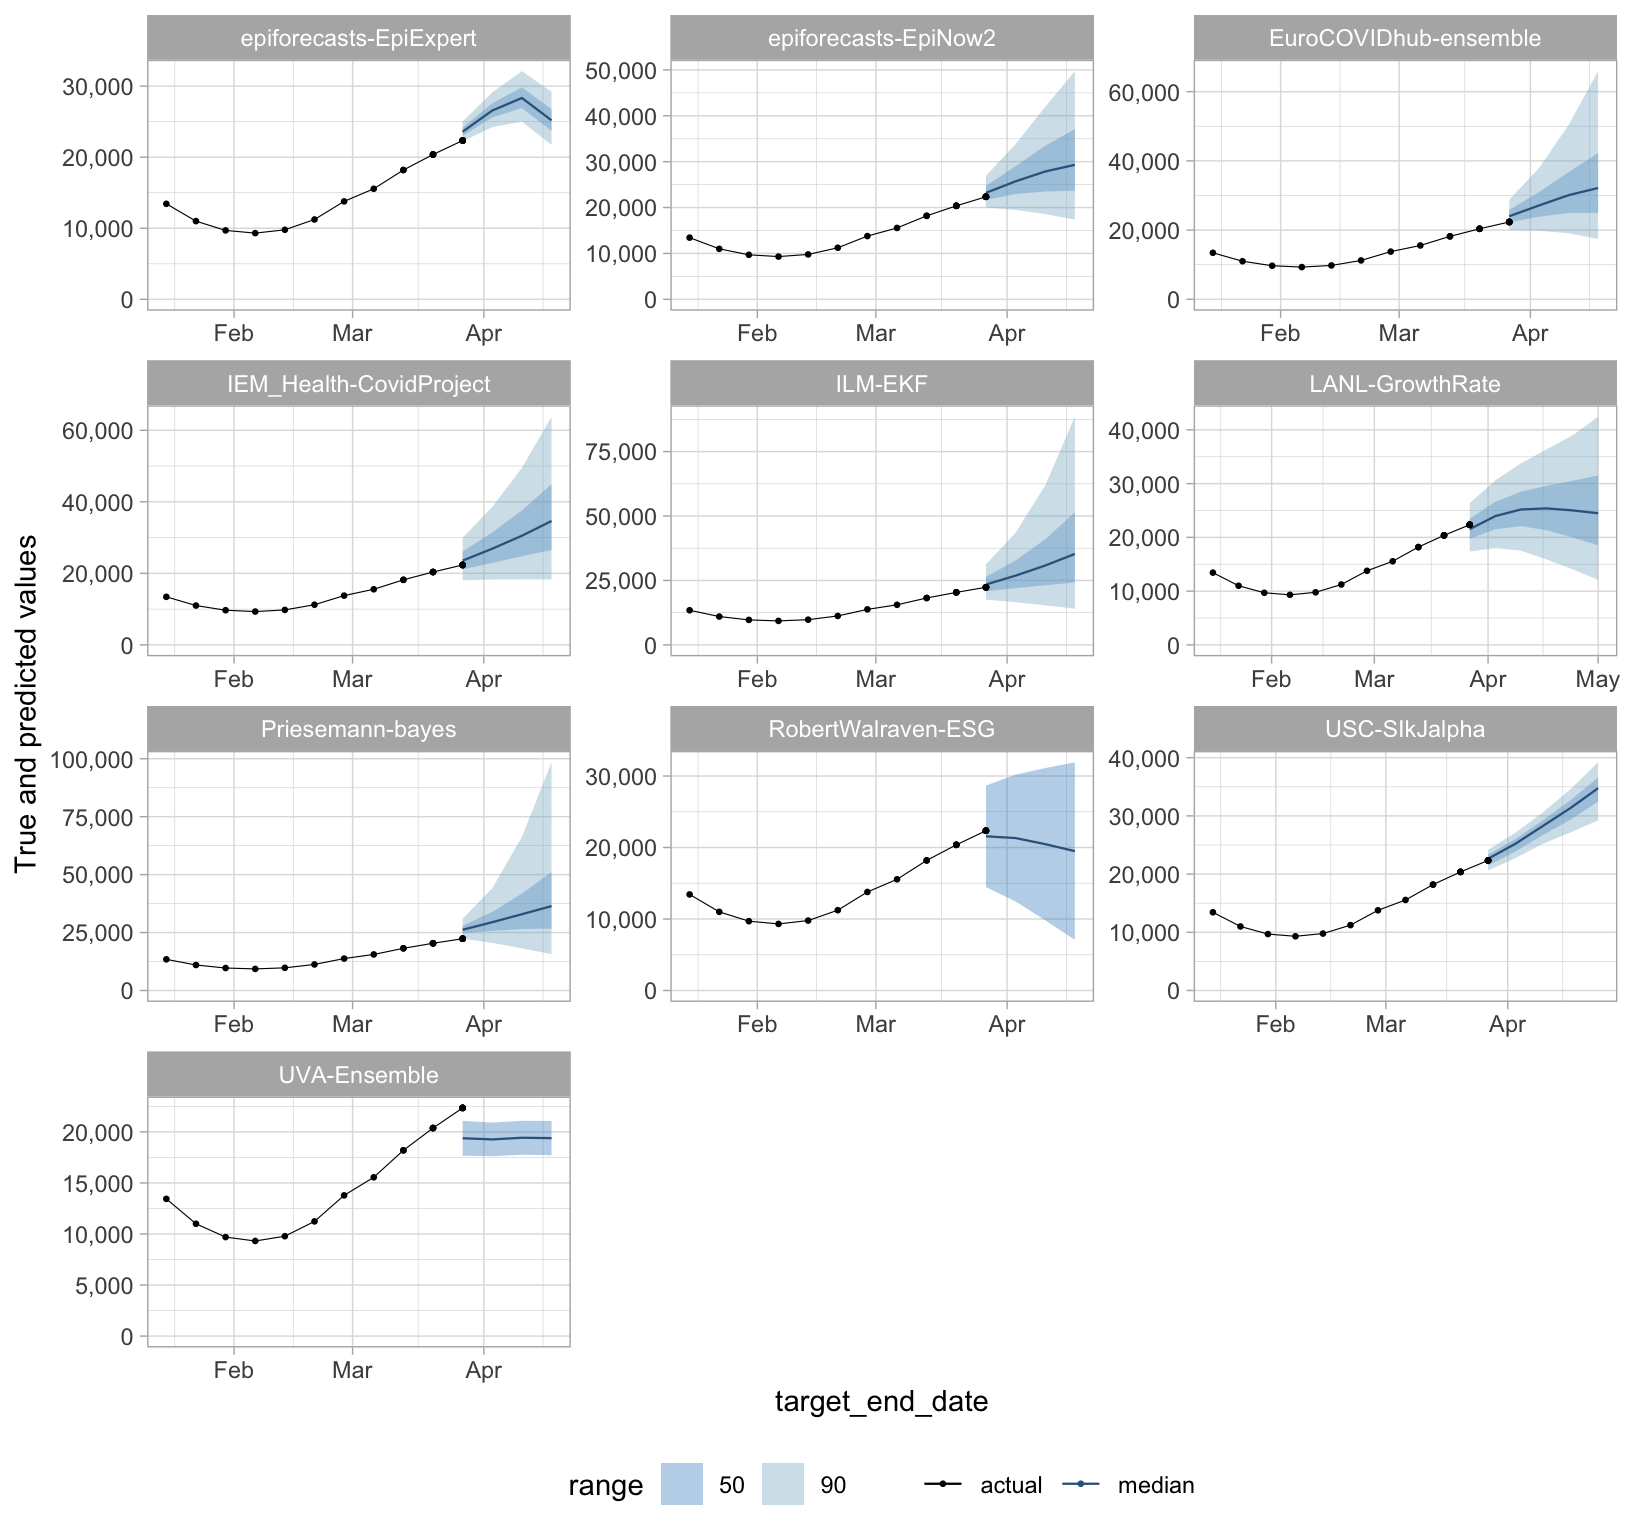 epiforecasts-EpiExpert
epiforecasts-EpiNow2
EuroCOVIDhub-ensemble
30,000
20,000
10,000
0
Feb Mar Apr
50,000
40,000
30,000
20,000
10,000
0
Feb Mar Apr
60,000
40,000
20,000
0
Feb Mar Apr
IEM_Health-CovidProject
ILM-EKF
LANL-GrowthRate
60,000
40,000
20,000
0
Feb Mar Apr
75,000
50,000
25,000
0
Feb Mar Apr
40,000
30,000
20,000
10,000
0
Feb Mar Apr May
True and predicted values
Priesemann-bayes
RobertWalraven-ESG
USC-SIkJalpha
100,000
75,000
50,000
25,000
0
Feb Mar Apr
30,000
20,000
10,000
0
Feb Mar Apr
40,000
30,000
20,000
10,000
0
Feb Mar Apr
UVA-Ensemble
20,000
15,000
10,000
5,000
0
Feb Mar Apr
target_end_date
range 50 90 actual median